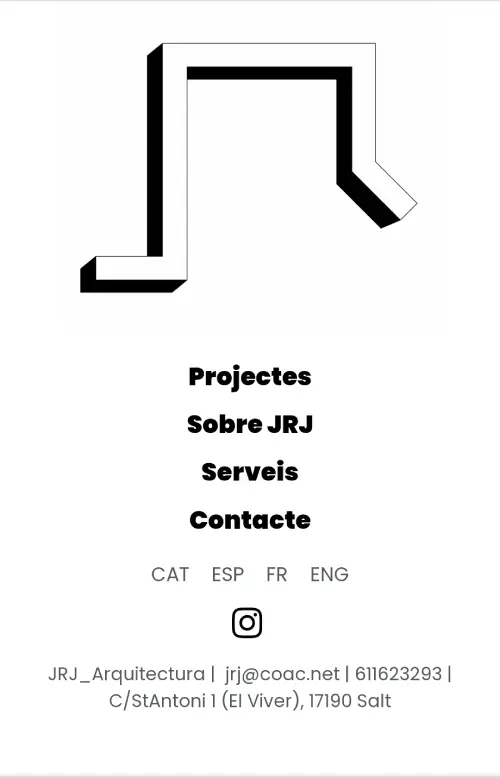 Projectes
Sobre JRJ
Serveis
Contacte
CAT ESP FR ENG
JRJ_Arquitectura | jrj@coac.net | 611623293 |
C/StAntoni 1 (El Viver), 17190 Salt